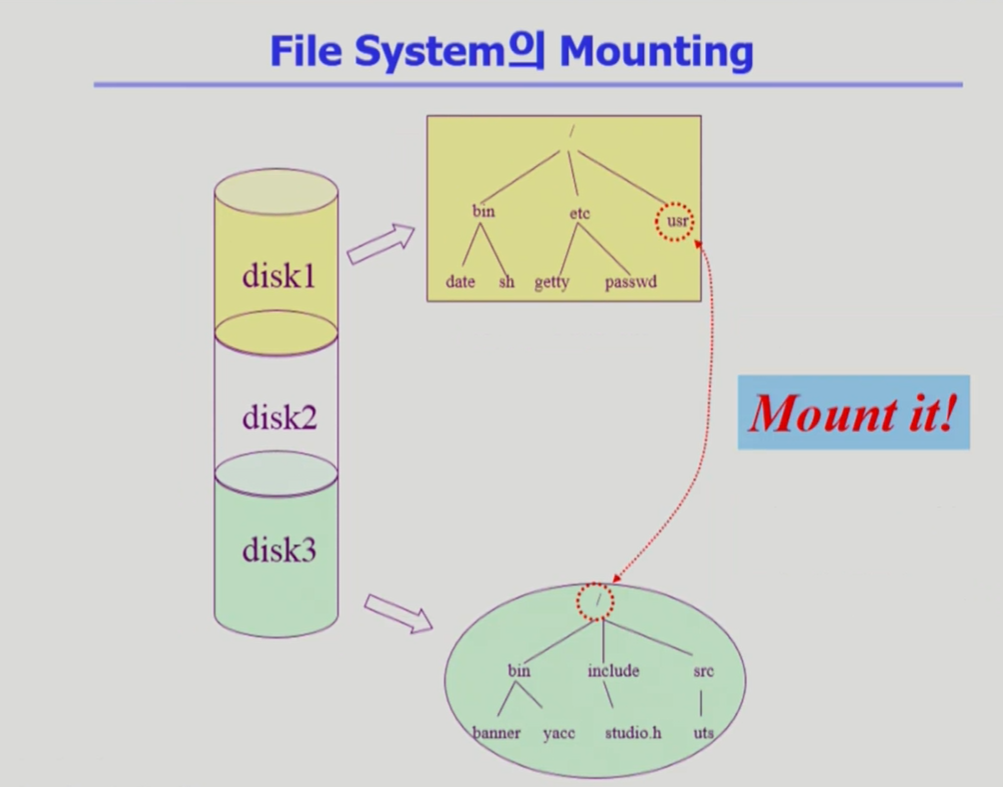 File System의 Mounting
/
bin etc usr
date sh getty passwd
disk1
disk2
Mount it!
disk3
/
bin include src
banner yacc studio.h uts